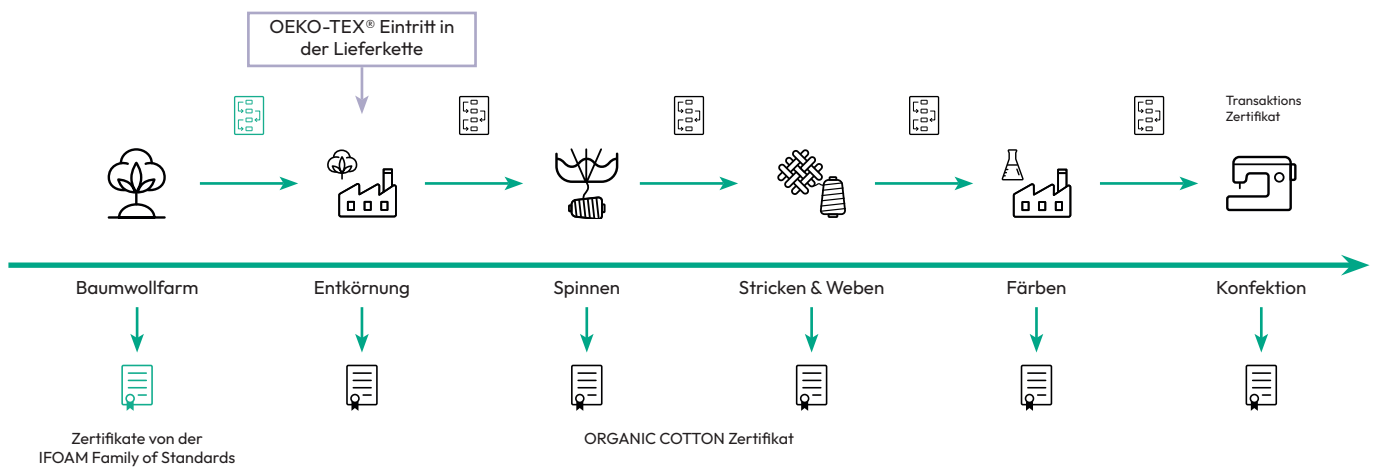 OEKO-TEX® Eintritt in
der Lieferkette
Transaktions
Zertifikat
Baumwollfarm
Entkörnung
Spinnen
Stricken & Weben
Färben
Konfektion
Zertifikate von der
IFOAM Family of Standards
ORGANIC COTTON Zertifikat